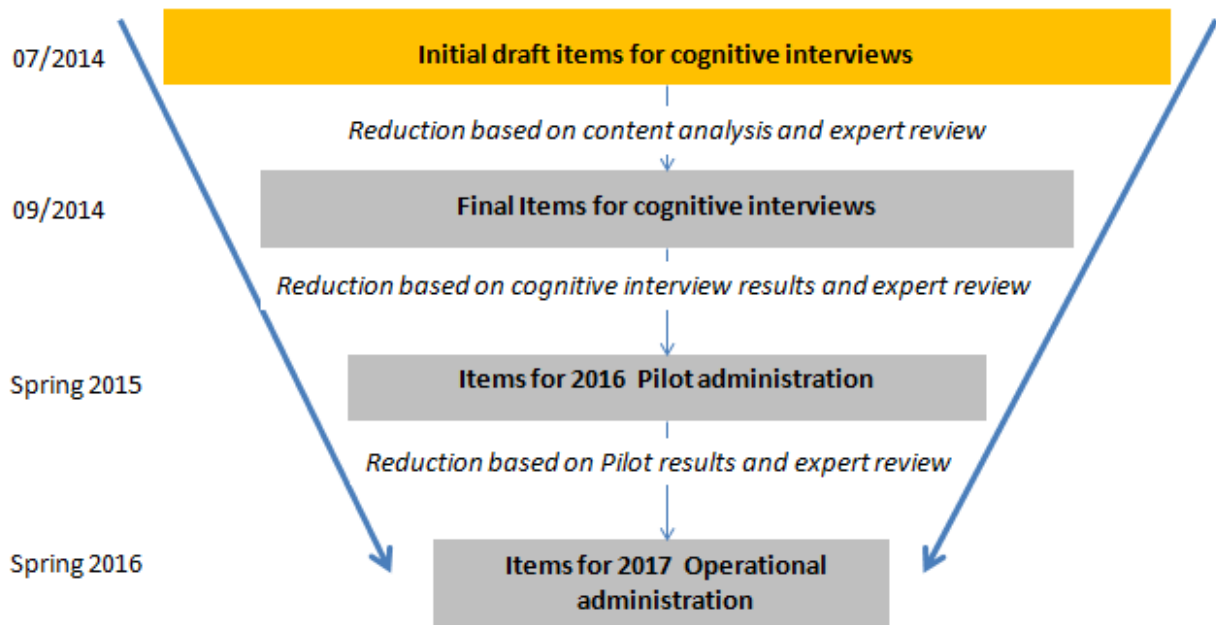 07/2014
Initial draft items for cognitive interviews
Reduction based on content analysis and expert review
09/2014
Final Items for cognitive interviews
Reduction based on cognitive interview results and expert review
Spring 2015
Items for 2016 Pilot administration
Reduction based on Pilot results and expert review
Spring 2016
Items for 2017 Operational
administration